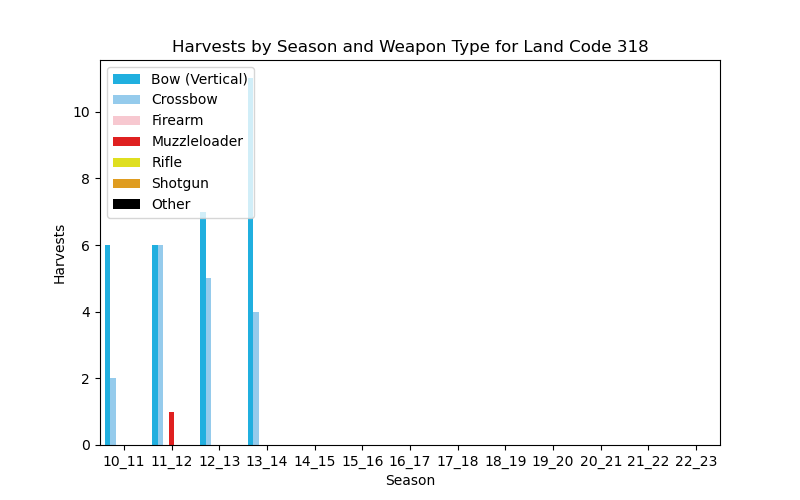 Harvests by Season and Weapon Type for Land Code 318
Bow (Vertical)
Crossbow
Firearm
Muzzleloader
Rifle
Shotgun
Other
10
8
6
4
2
0
Harvests
10_11 11_12 12_13 13_14 14_15 15_16 16_17 17_18 18_19 19_20 20_21 21_22 22_23
Season